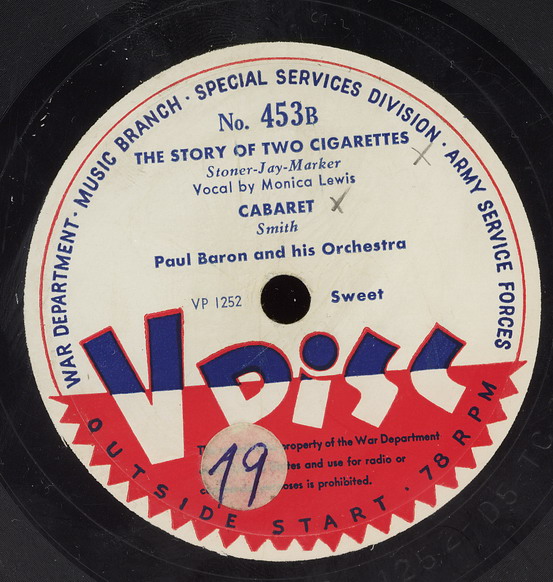 WAR DEPARTMENT · MUSIC BRANCH · SPECIAL SERVICES DIVISION · ARMY SERVICE FORCES
No. 453B
THE STORY OF TWO CIGARETTES X
Stoner-Jay-Marker
Vocal by Monica Lewis
CABARET X
Smith
Paul Baron and his Orchestra
VP 1252 Sweet
V Disc
property of the War Department
and use for radio or
is prohibited.
19
OUTSIDE START · 78 RPM